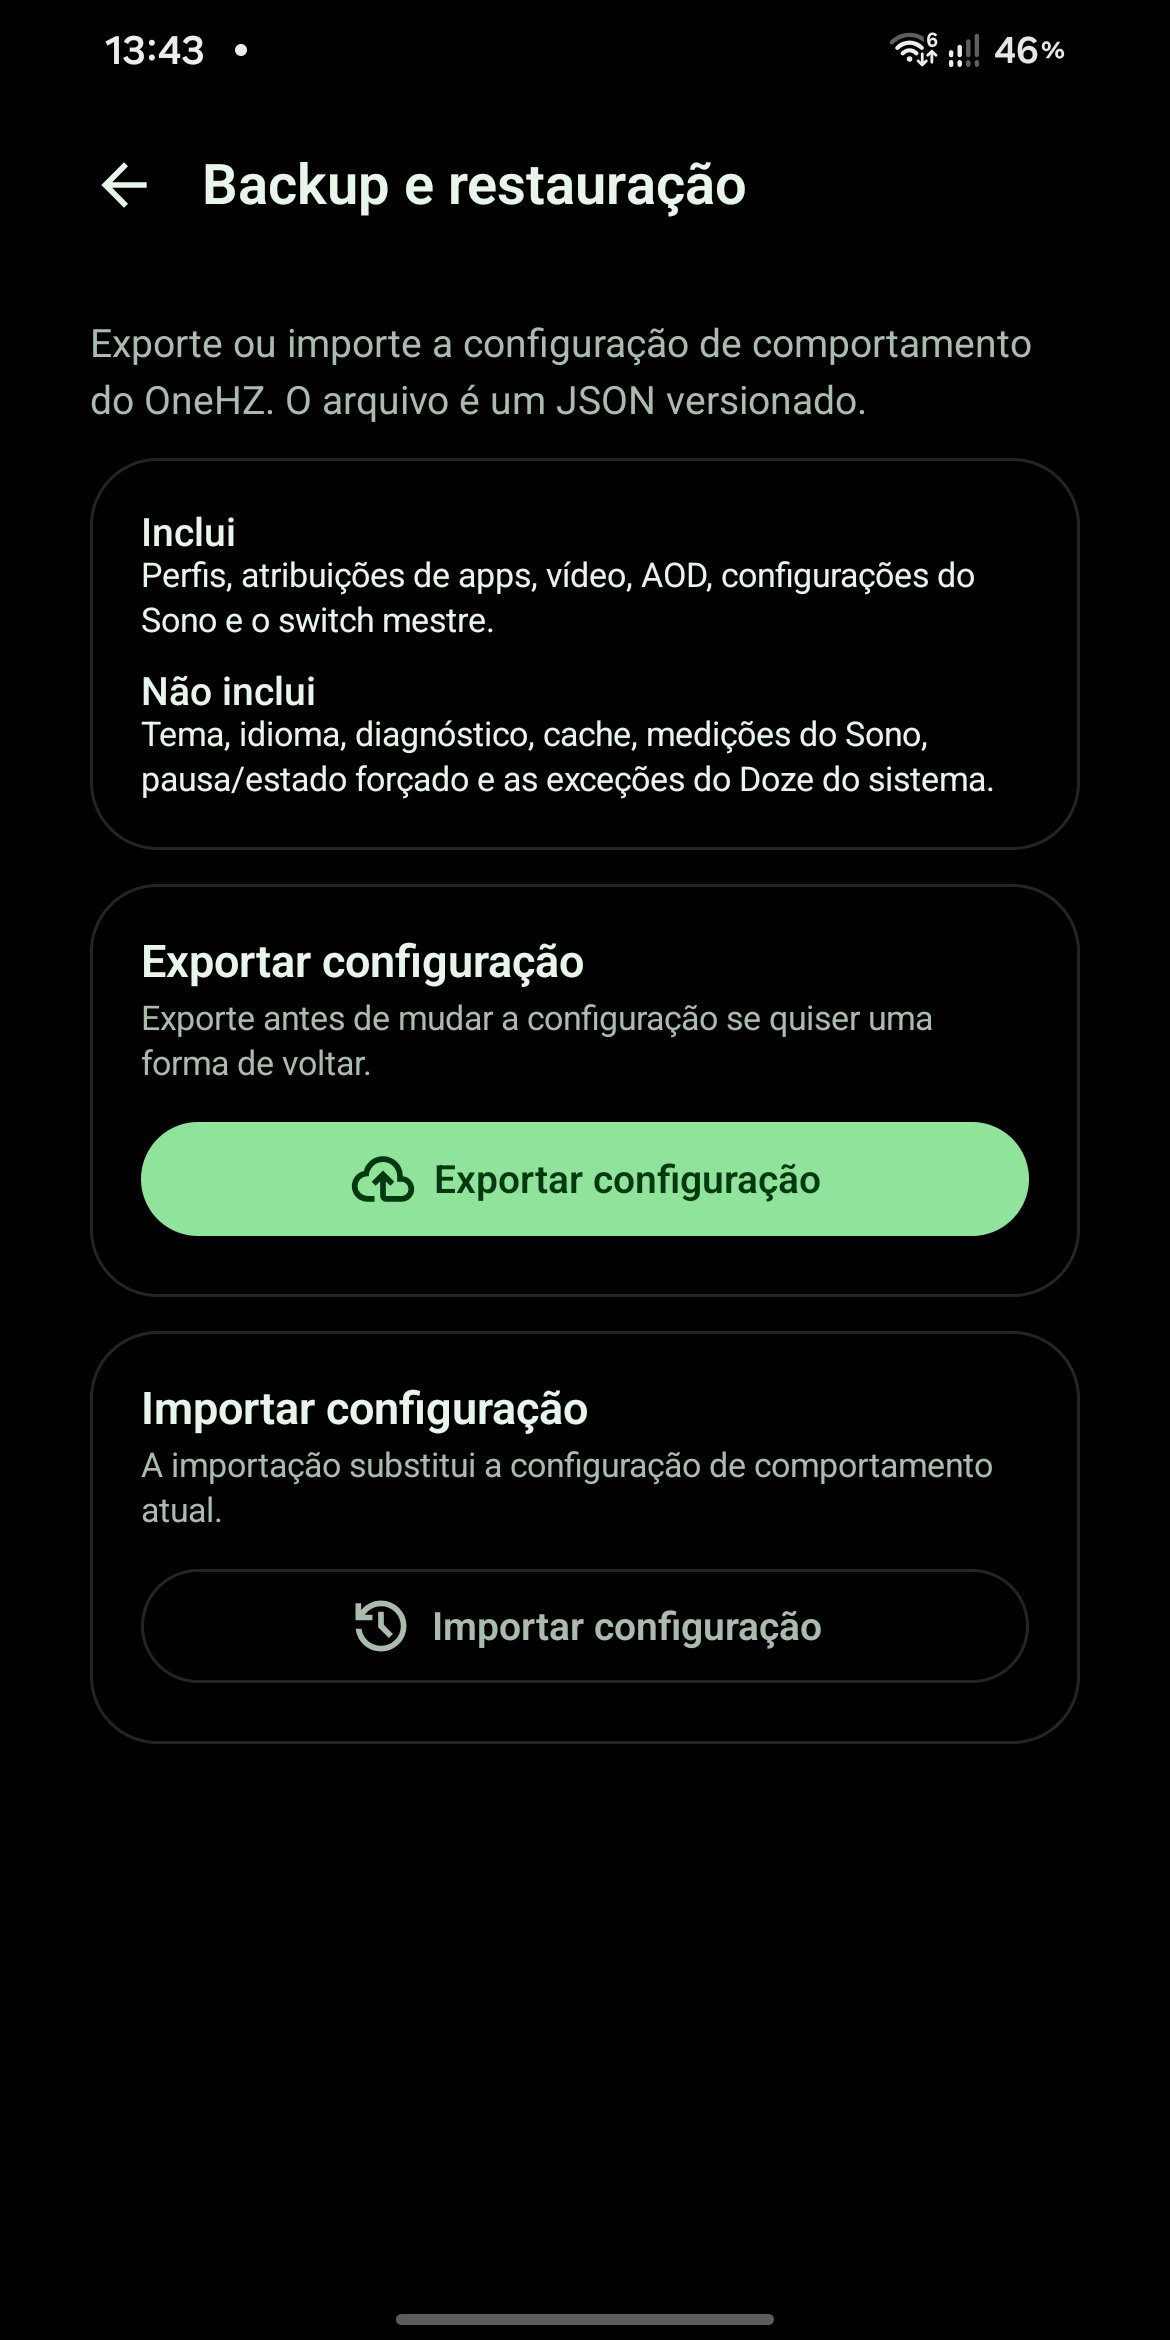 13:43
6 46%
Backup e restauração
Exporte ou importe a configuração de comportamento
do OneHZ. O arquivo é um JSON versionado.
Inclui
Perfis, atribuições de apps, vídeo, AOD, configurações do
Sono e o switch mestre.
Não inclui
Tema, idioma, diagnóstico, cache, medições do Sono,
pausa/estado forçado e as exceções do Doze do sistema.
Exportar configuração
Exporte antes de mudar a configuração se quiser uma
forma de voltar.
Exportar configuração
Importar configuração
A importação substitui a configuração de comportamento
atual.
Importar configuração